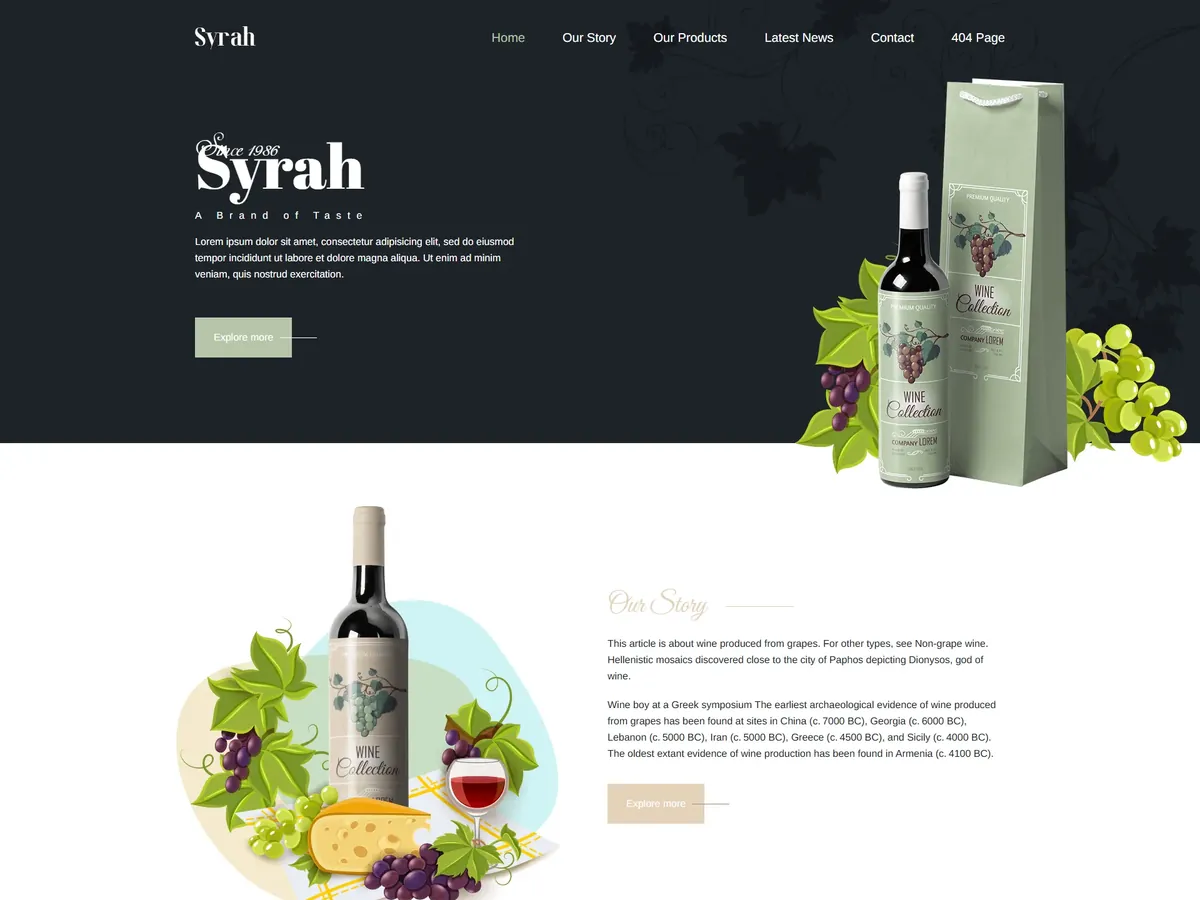 Syrah
Home
Our Story
Our Products
Latest News
Contact
404 Page
Since 1986
Syrah
A Brand of Taste
Lorem ipsum dolor sit amet, consectetur adipisicing elit, sed do eiusmod
tempor incididunt ut labore et dolore magna aliqua. Ut enim ad minim
veniam, quis nostrud exercitation.
Explore more
PREMIUM QUALITY
WINE
Collection
COMPANY LOREM
PREMIUM QUALITY
WINE
Collection
COMPANY LOREM
WINE
Collection
Our Story
This article is about wine produced from grapes. For other types, see Non-grape wine.
Hellenistic mosaics discovered close to the city of Paphos depicting Dionysos, god of
wine.
Wine boy at a Greek symposium The earliest archaeological evidence of wine produced
from grapes has been found at sites in China (c. 7000 BC), Georgia (c. 6000 BC),
Lebanon (c. 5000 BC), Iran (c. 5000 BC), Greece (c. 4500 BC), and Sicily (c. 4000 BC).
The oldest extant evidence of wine production has been found in Armenia (c. 4100 BC).
Explore more